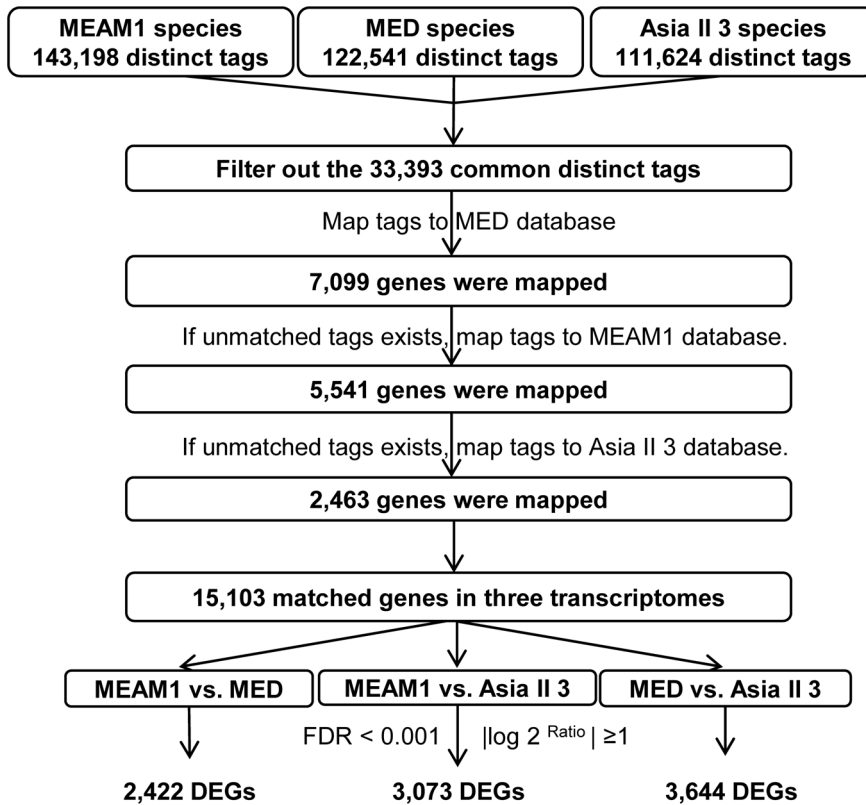 MEAM1 species
143,198 distinct tags
MED species
122,541 distinct tags
Asia II 3 species
111,624 distinct tags
Filter out the 33,393 common distinct tags
Map tags to MED database
7,099 genes were mapped
If unmatched tags exists, map tags to MEAM1 database.
5,541 genes were mapped
If unmatched tags exists, map tags to Asia II 3 database.
2,463 genes were mapped
15,103 matched genes in three transcriptomes
MEAM1 vs. MED
MEAM1 vs. Asia II 3
MED vs. Asia II 3
FDR < 0.001
|log 2 Ratio | ≥1
2,422 DEGs
3,073 DEGs
3,644 DEGs